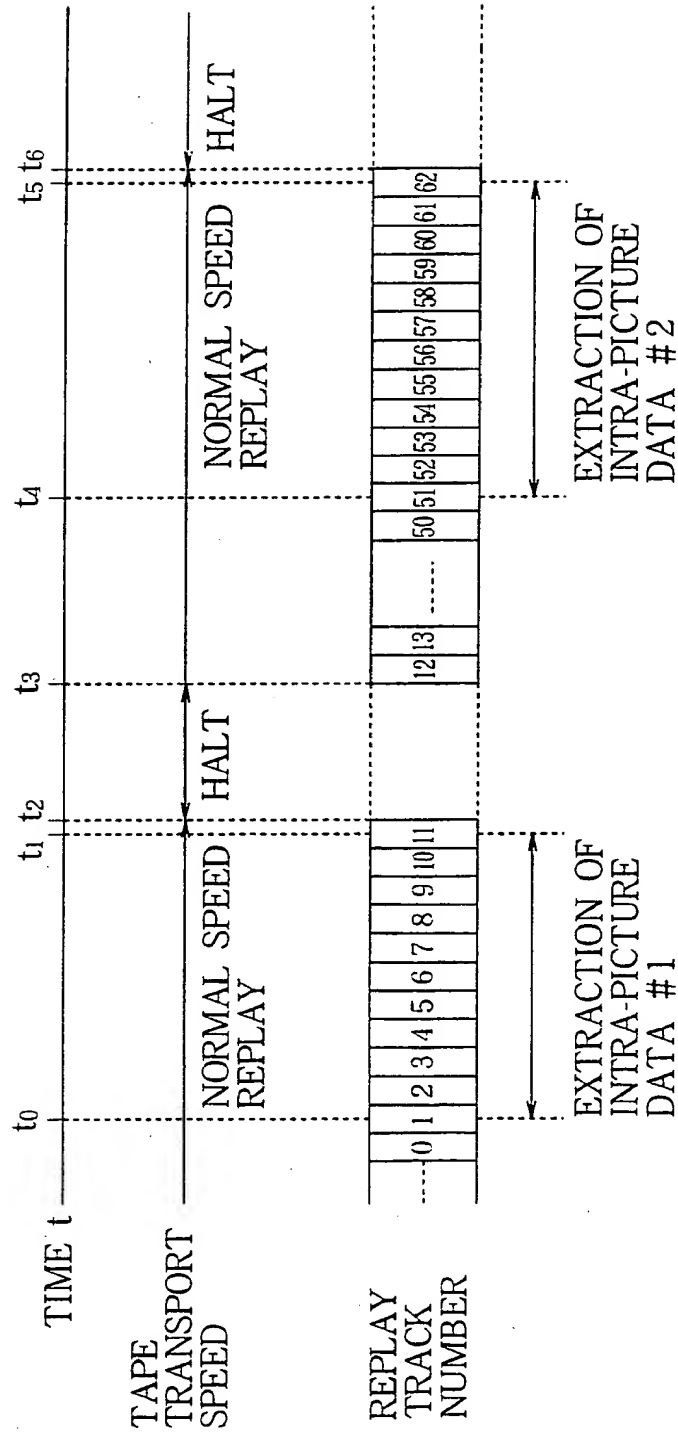 TIME t
t0
t1
t2
t3
t4
t5
t6
TAPE
TRANSPORT
SPEED
NORMAL SPEED
REPLAY
HALT
NORMAL SPEED
REPLAY
HALT
REPLAY
TRACK
NUMBER
0 1 2 3 4 5 6 7 8 9 10 11
12 13
50 51 52 53 54 55 56 57 58 59 60 61 62
EXTRACTION OF
INTRA-PICTURE
DATA #1
EXTRACTION OF
INTRA-PICTURE
DATA #2